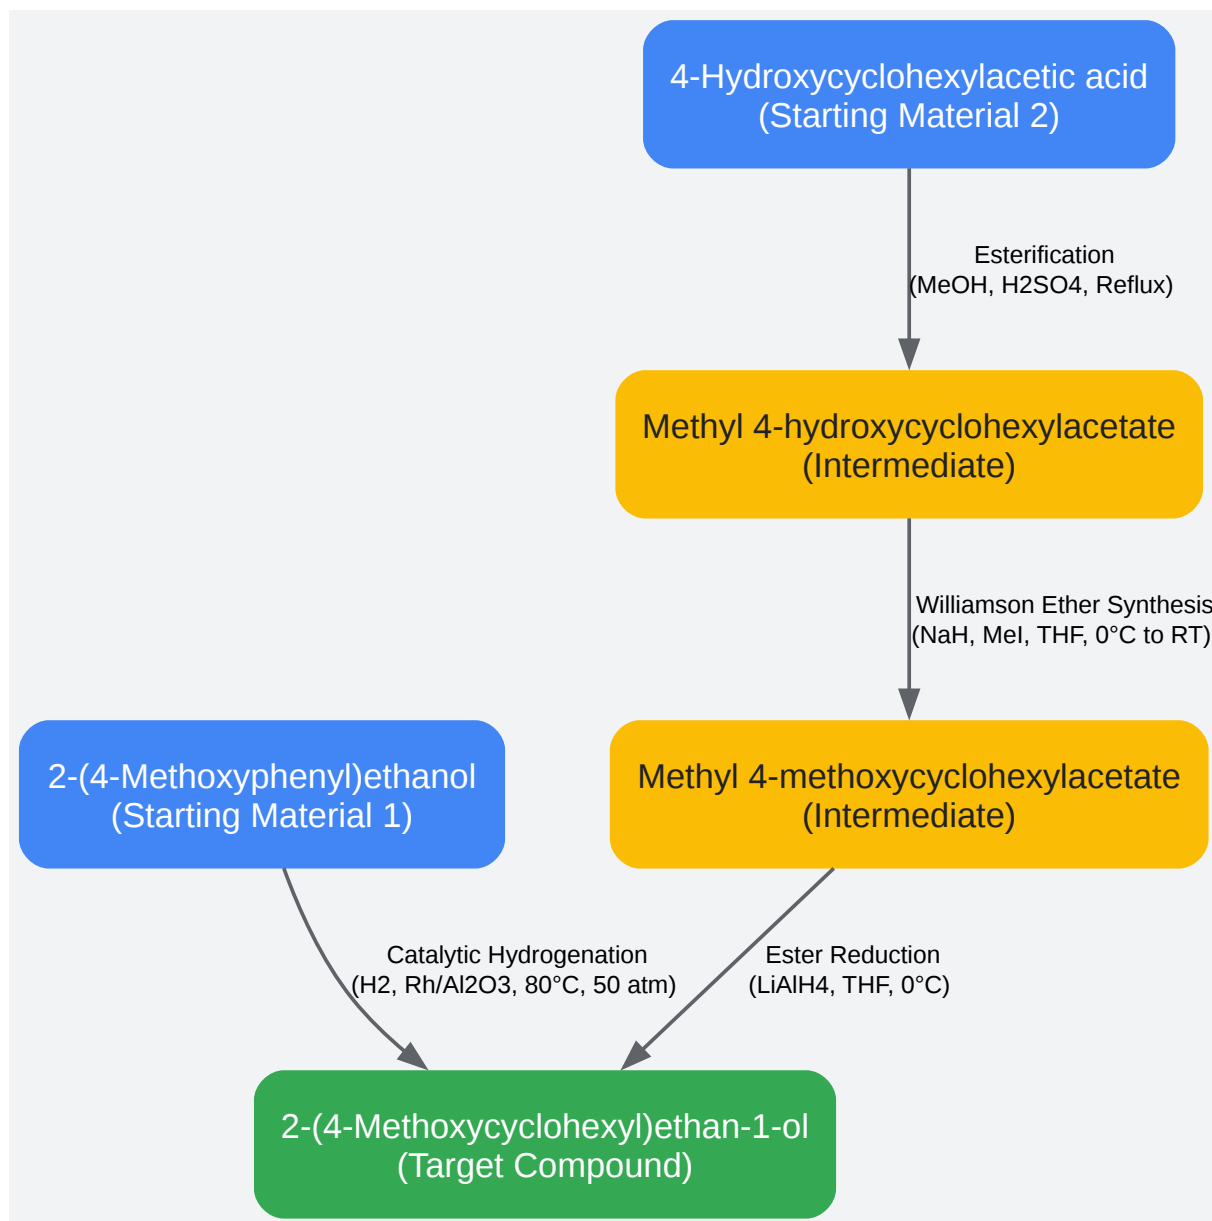 4-Hydroxycyclohexylacetic acid
(Starting Material 2)
Esterification
(MeOH, H2SO4, Reflux)
Methyl 4-hydroxycyclohexylacetate
(Intermediate)
Williamson Ether Synthesis
(NaH, MeI, THF, 0°C to RT)
2-(4-Methoxyphenyl)ethanol
(Starting Material 1)
Methyl 4-methoxycyclohexylacetate
(Intermediate)
Catalytic Hydrogenation
(H2, Rh/Al2O3, 80°C, 50 atm)
Ester Reduction
(LiAlH4, THF, 0°C)
2-(4-Methoxycyclohexyl)ethan-1-ol
(Target Compound)